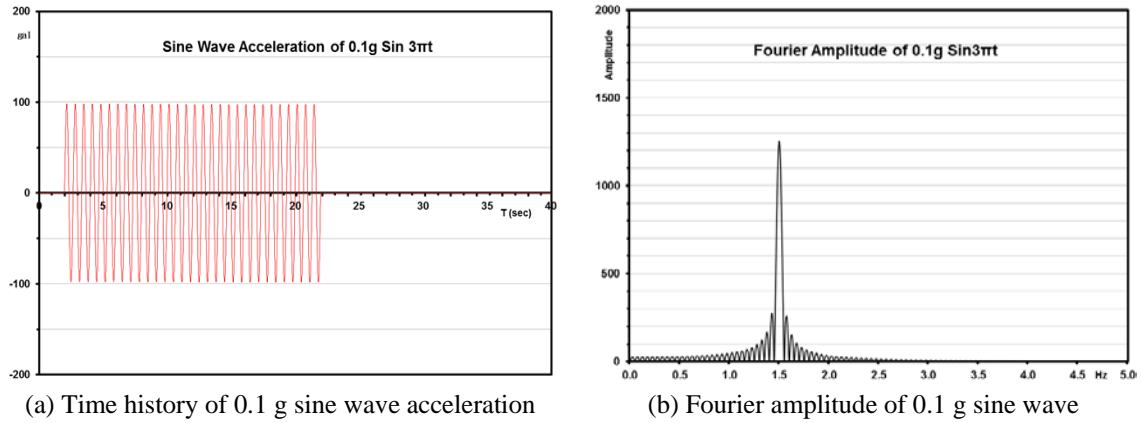 200
gal
Sine Wave Acceleration of 0.1g Sin 3πt
100
0
0 5 10 15 20 25 30 35 40
T (sec)
-100
-200
(a) Time history of 0.1 g sine wave acceleration
2000
Amplitude
Fourier Amplitude of 0.1g Sin3πt
1500
1000
500
0
0.0 0.5 1.0 1.5 2.0 2.5 3.0 3.5 4.0 4.5 Hz 5.0
(b) Fourier amplitude of 0.1 g sine wave